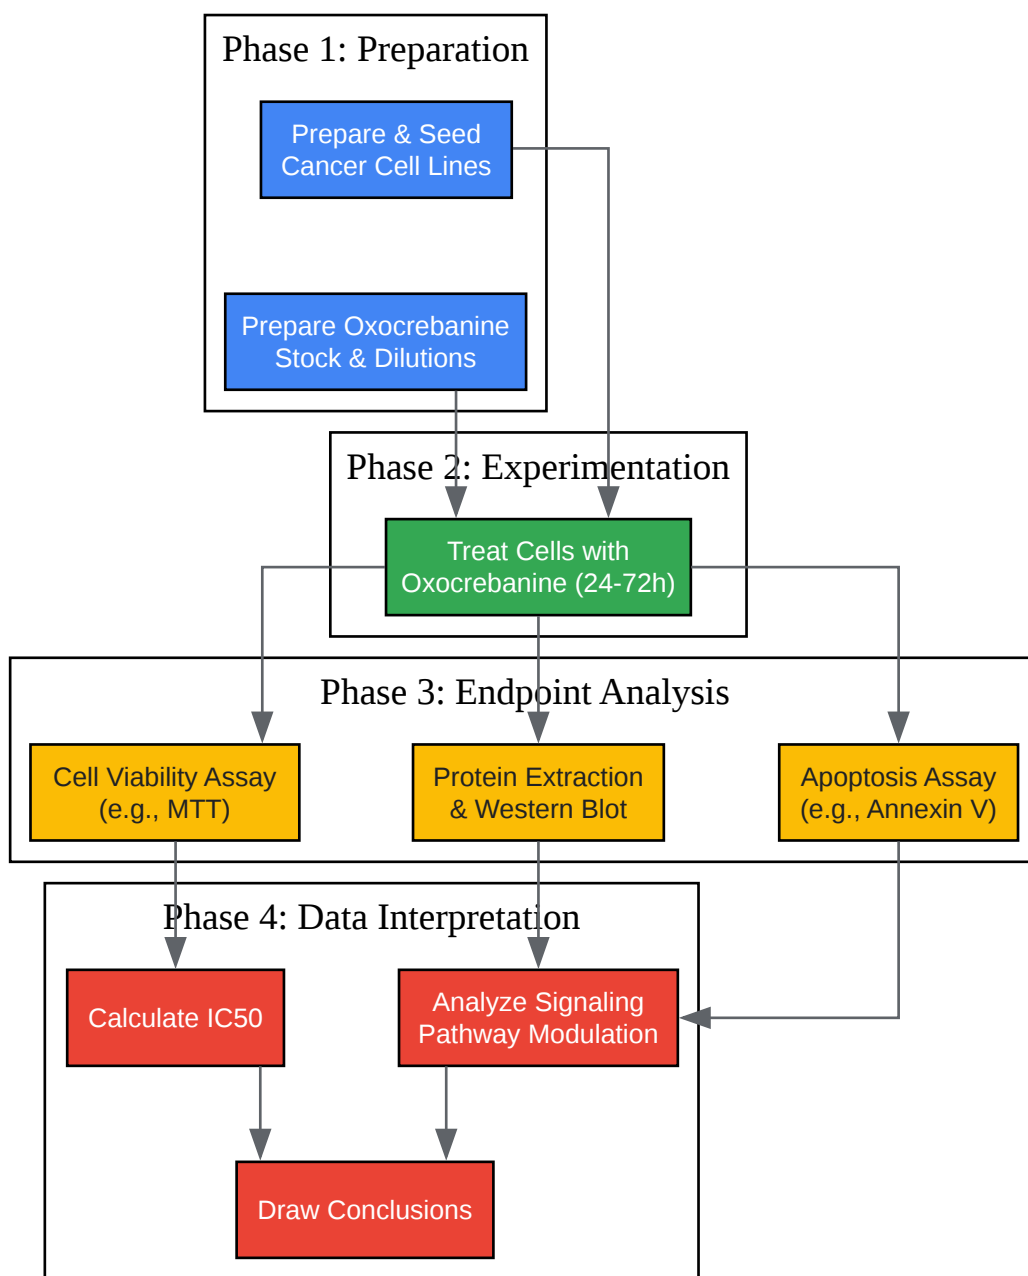 Phase 1: Preparation
Prepare & Seed
Cancer Cell Lines
Prepare Oxocrebanine
Stock & Dilutions
Phase 2: Experimentation
Treat Cells with
Oxocrebanine (24-72h)
Phase 3: Endpoint Analysis
Cell Viability Assay
(e.g., MTT)
Protein Extraction
& Western Blot
Apoptosis Assay
(e.g., Annexin V)
Phase 4: Data Interpretation
Calculate IC50
Analyze Signaling
Pathway Modulation
Draw Conclusions